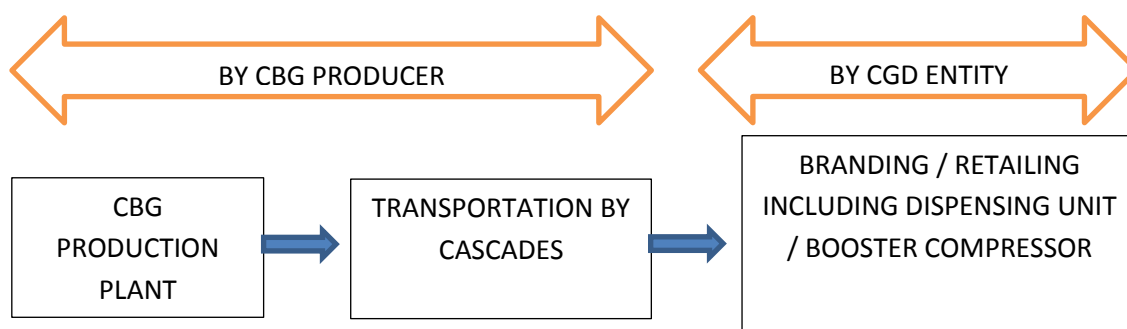 BY CBG PRODUCER
BY CGD ENTITY
CBG
PRODUCTION
PLANT
TRANSPORTATION BY
CASCADES
BRANDING / RETAILING
INCLUDING DISPENSING UNIT
/ BOOSTER COMPRESSOR